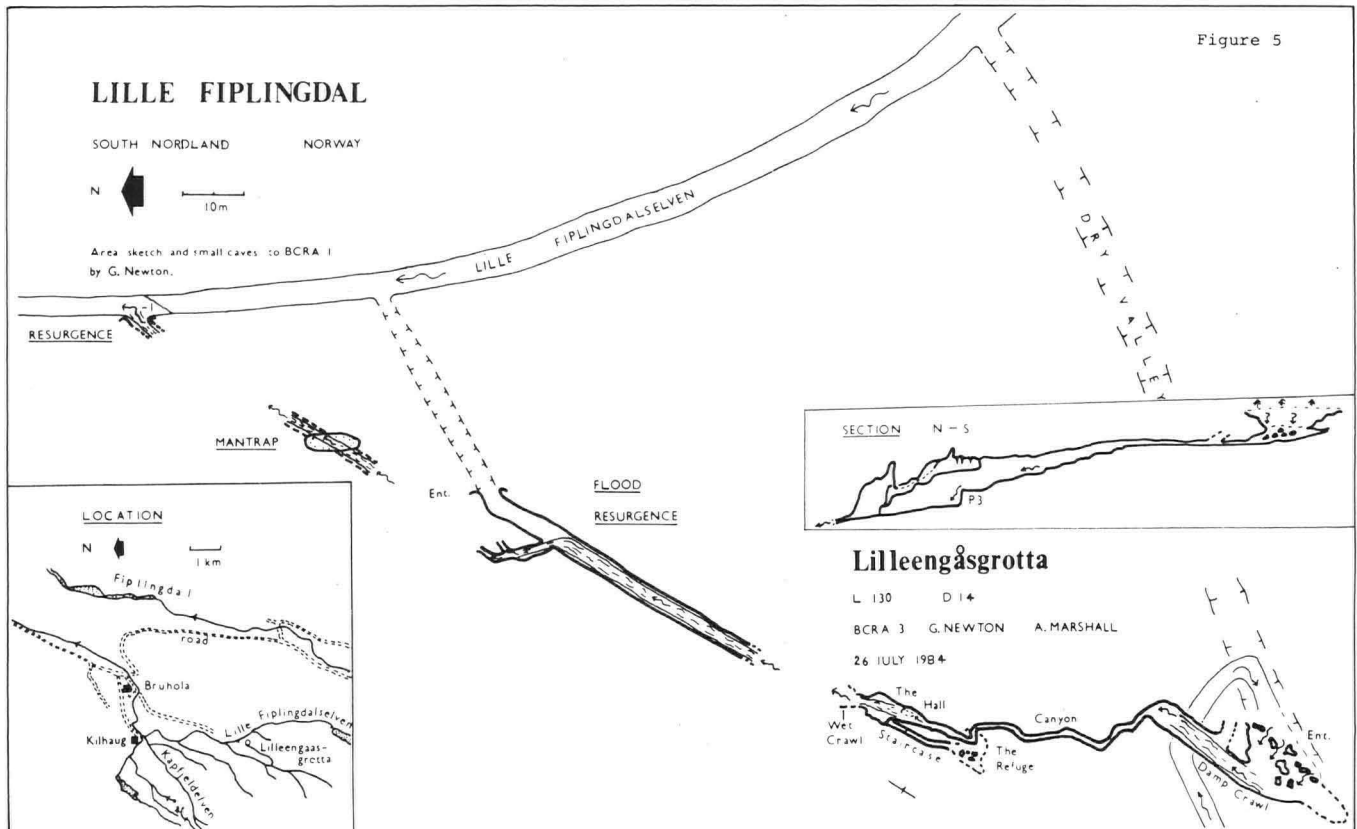 Figure 5
LILLE FIPLINGDAL
SOUTH NORDLAND NORWAY
N
10m
Area sketch and small caves to BCRA 1
by G. Newton.
LILLE FIPLINGDALSELVEN
DRY VALLEY
-1
RESURGENCE
MANTRAP
Ent.
FLOOD
RESURGENCE
SECTION N - S
? ?
P3
LOCATION
N
1 km
Fiplingdal
road
Bruhola
Kilhaug
Lille Fiplingdalselven
Lilleengaas-
grotta
Kapfjeldelven
Lilleengåsgrotta
L 130 D 14
BCRA 3 G. NEWTON A. MARSHALL
26 JULY 1984
The
Hall
Wet
Crawl
Staircase
Canyon
The
Refuge
Damp Crawl
Ent.